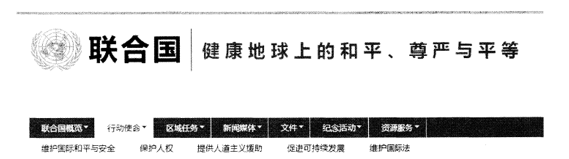 联合国 健康地球上的和平、尊严与平等
联合国概览 行动使命 区域任务 新闻媒体 文件 纪念活动 资源服务
维护国际和平与安全 保护人权 提供人道主义援助 促进可持续发展 维护国际法